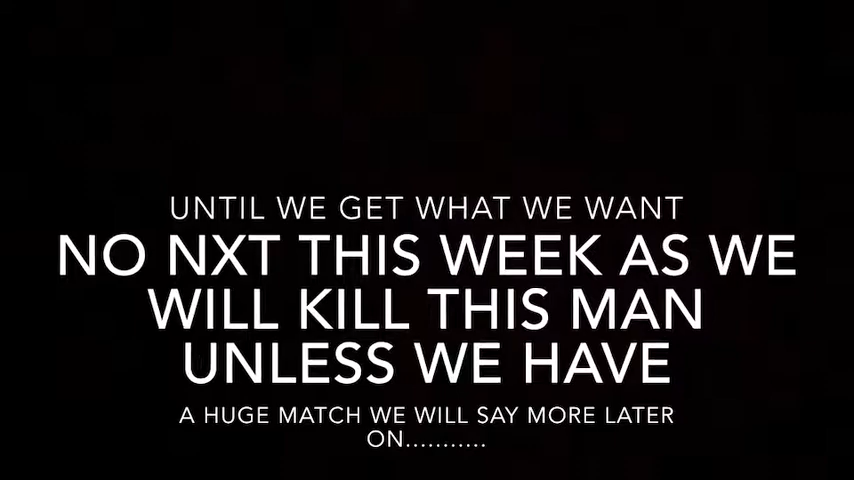 UNTIL WE GET WHAT WE WANT
NO NXT THIS WEEK AS WE
WILL KILL THIS MAN
UNLESS WE HAVE
A HUGE MATCH WE WILL SAY MORE LATER
ON...........